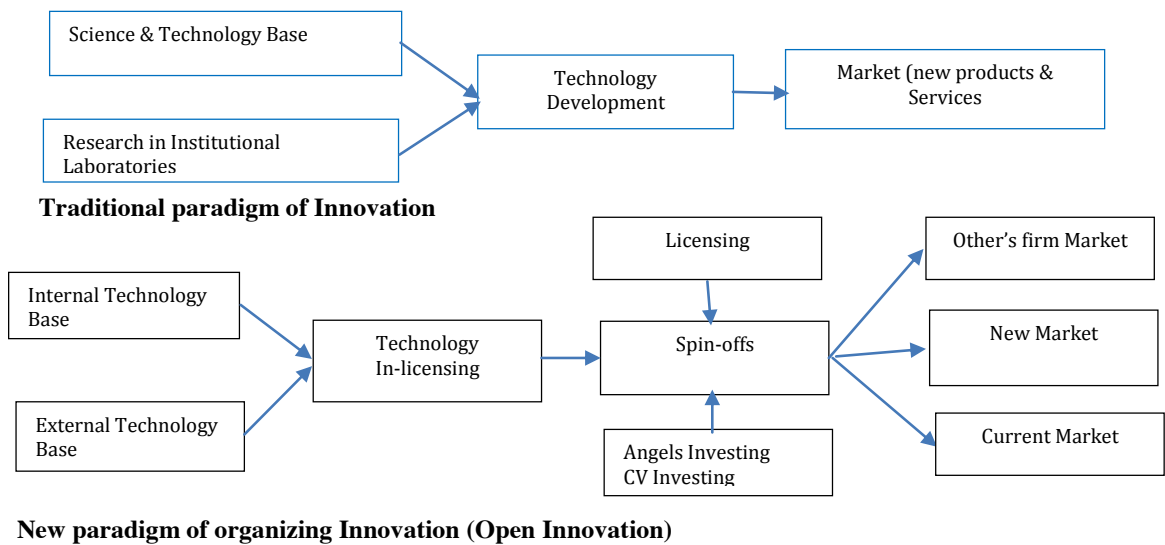 Science & Technology Base
Research in Institutional
Laboratories
Technology
Development
Market (new products &
Services
Traditional paradigm of Innovation
Internal Technology
Base
External Technology
Base
Technology
In-licensing
Licensing
Spin-offs
Angels Investing
CV Investing
Other’s firm Market
New Market
Current Market
New paradigm of organizing Innovation (Open Innovation)